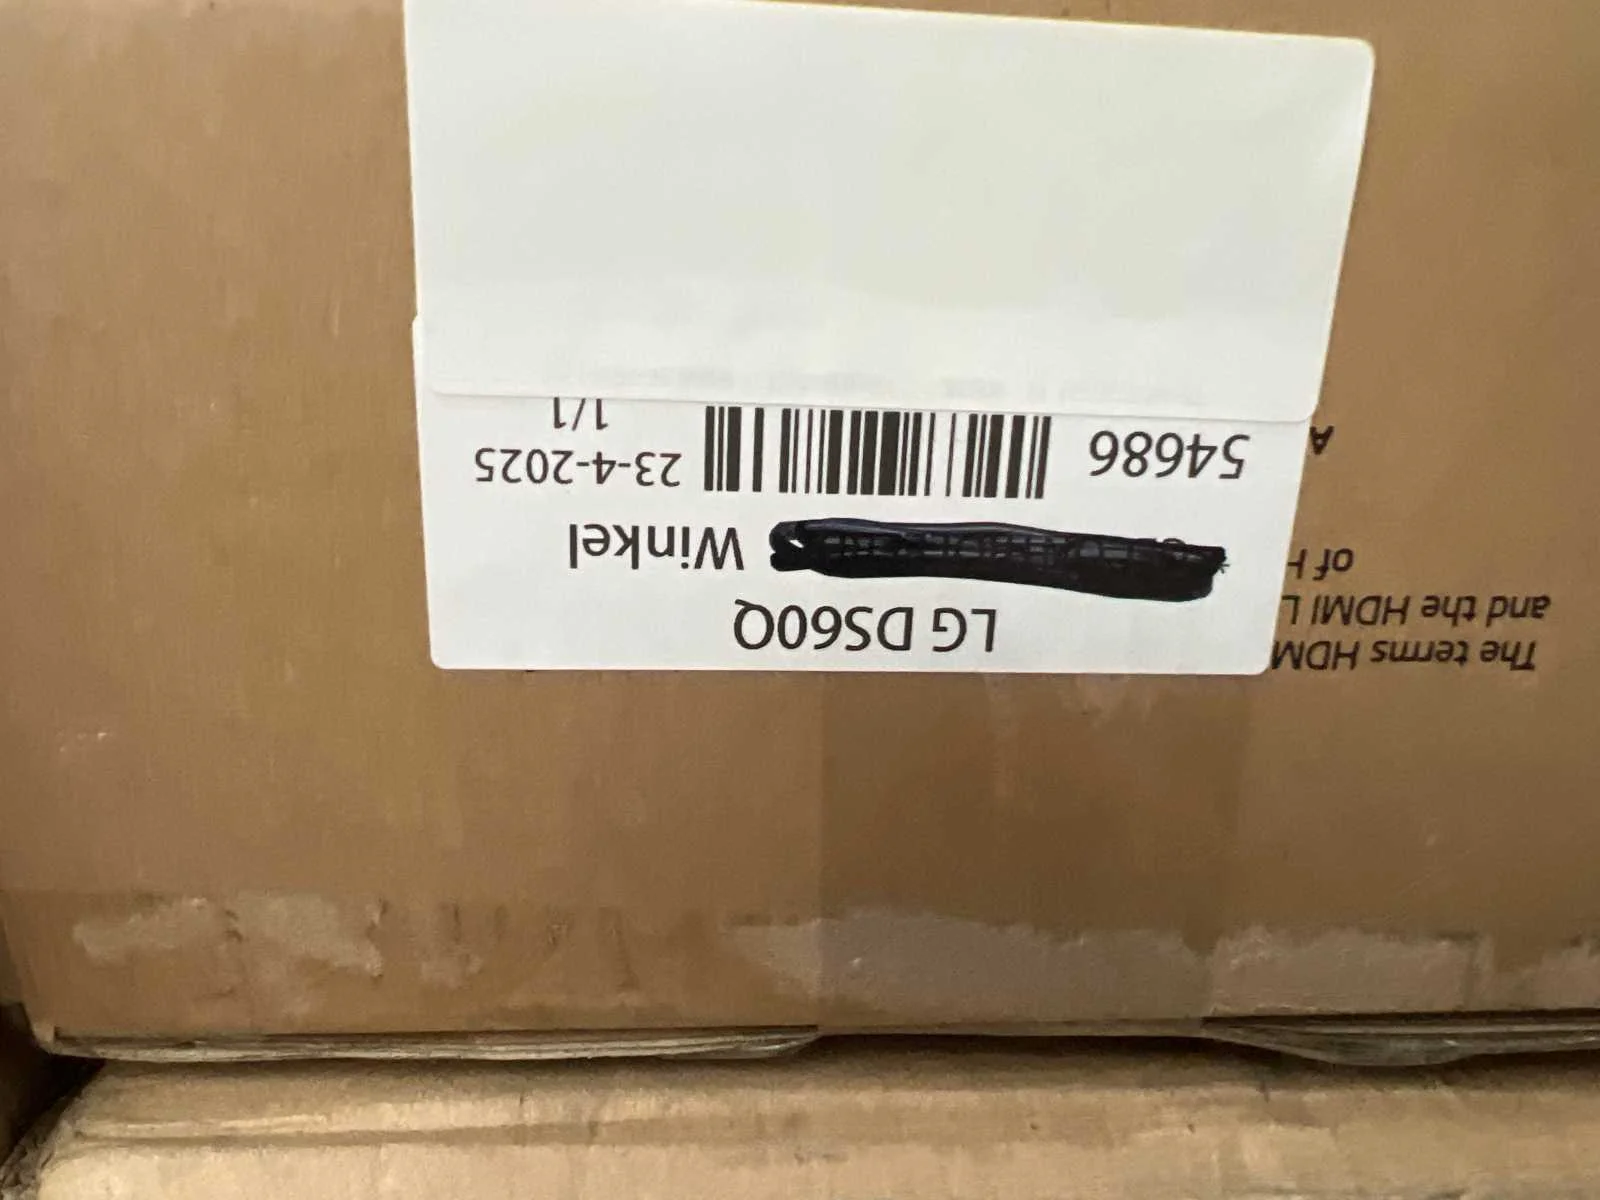 LG DS60Q
Winkel
54686
23-4-2025
1/1
The terms HDM
and the HDMI L
of H
A